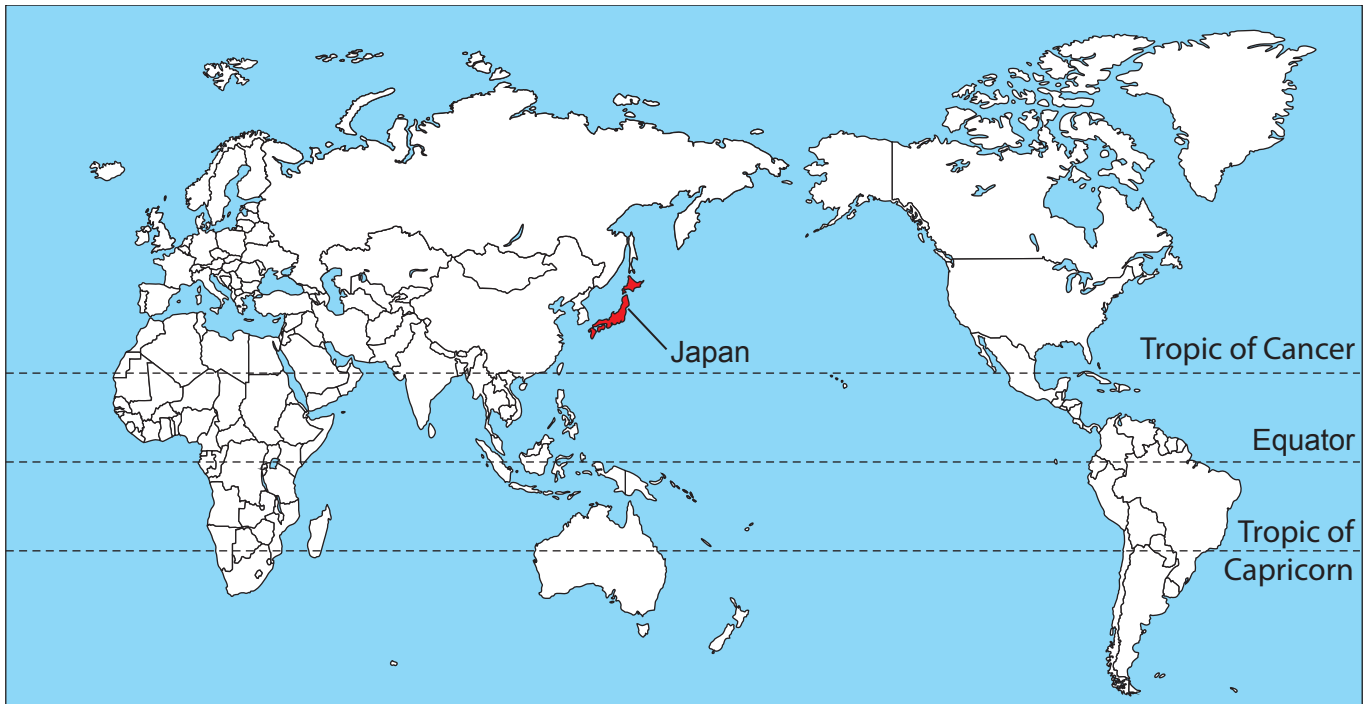 Japan
Tropic of Cancer
Equator
Tropic of
Capricorn